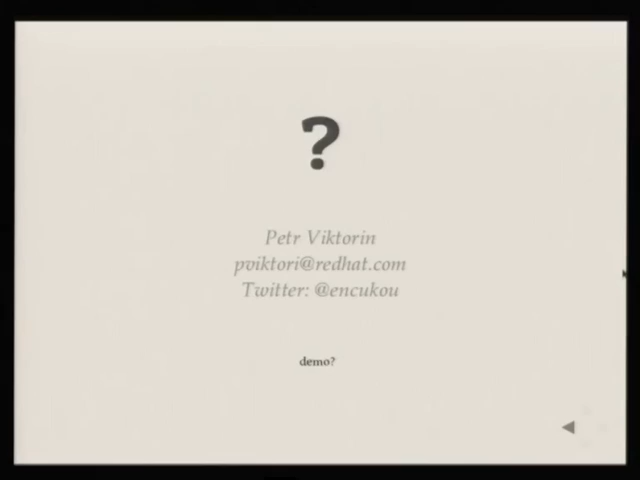 ?
Petr Viktorin
pviktori@redhat.com
Twitter: @encukou
demo?